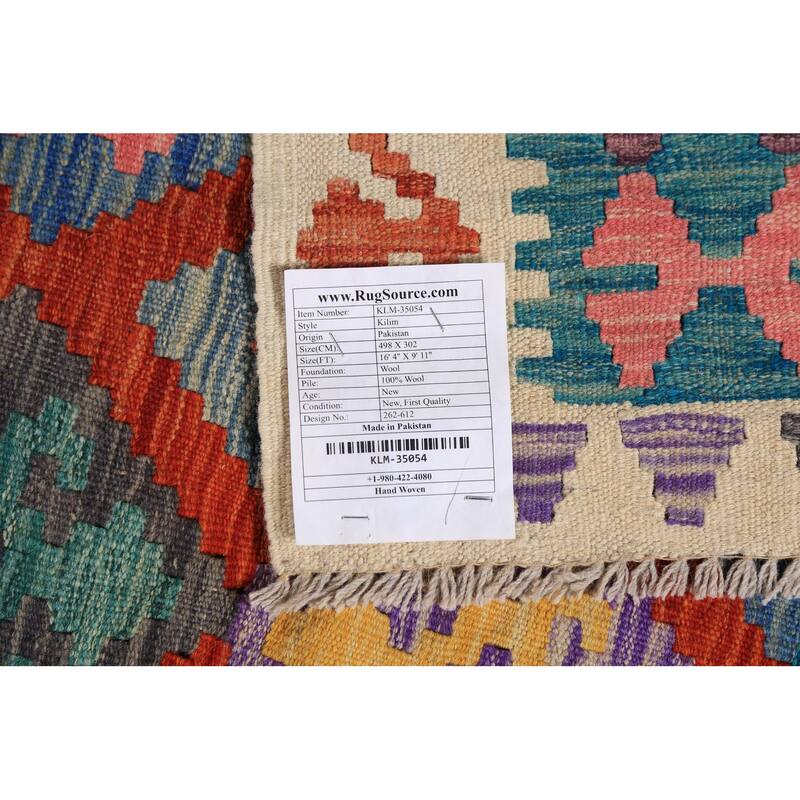 www.RugSource.com
Item Number: KLM-35054
Style Kilim
Origin Pakistan
Size(CM) 498 X 302
Size(FT): 16' 4" X 9' 11"
Foundation: Wool
Pile: 100% Wool
Age: New
Condition: New, First Quality
Design No.: 262-612
Made in Pakistan
KLM-35054
+1-980-422-4080
Hand Woven